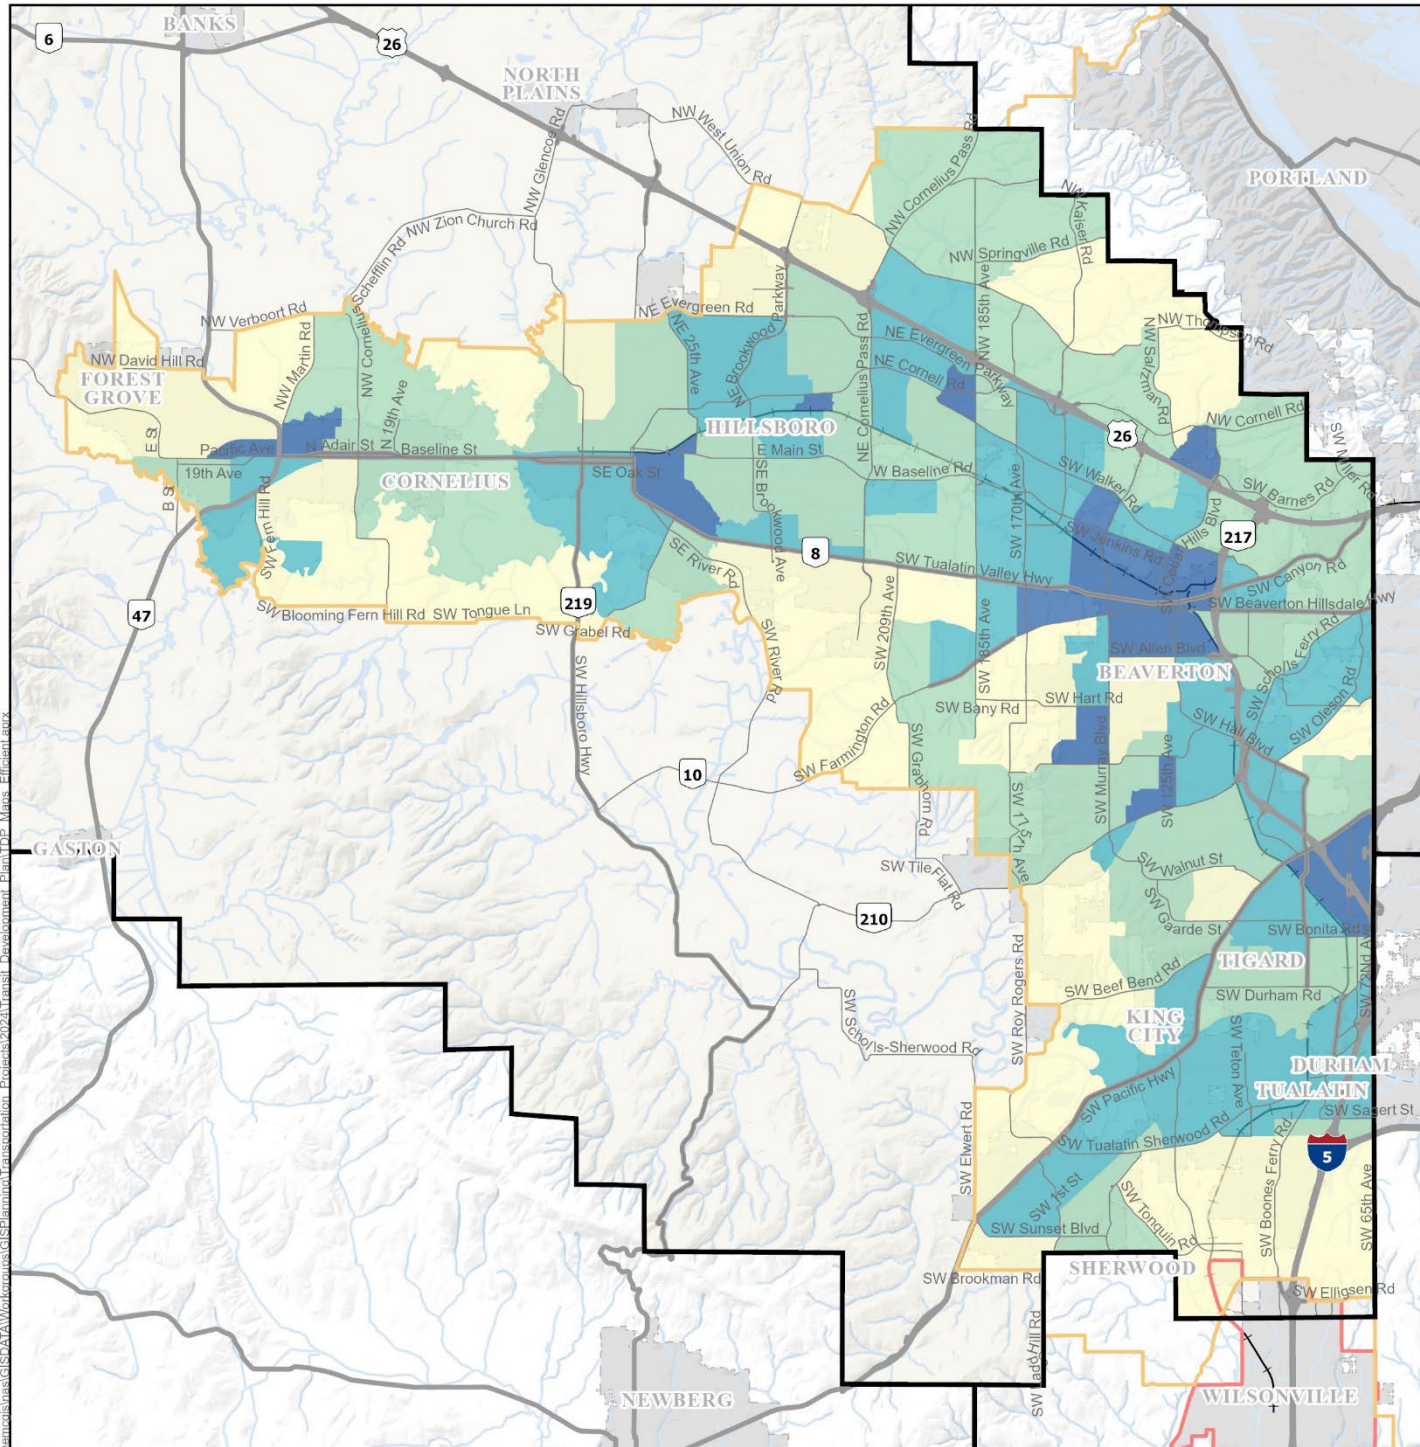 BANKS
6
26
NORTH
PLAINS
NW Glencoe Rd
NW West Union Rd
NW Cornelius Pass Rd
PORTLAND
NW Kaiser Rd
NW Zion Church Rd
NW Springville Rd
Schefflin Rd
NW Verboort Rd
NE Evergreen Rd
Parkway
NW 185th Ave
NW Thompson Rd
NW Martin Rd
NW Cornelius
NE 25th Ave
NE Brookwood
NE Cornelius Pass Rd
NE Evergreen Parkway
NW Saltzman Rd
NW David Hill Rd
FOREST
GROVE
NE Cornell Rd
N 19th Ave
NW Cornell Rd
HILLSBORO
26
SW Miller Rd
E St
Pacific Ave
N Adair St
Baseline St
E Main St
19th Ave
SE Oak St
W Baseline Rd
SW Walker Rd
SW Barnes Rd
CORNELIUS
B St
SW Fern Hill Rd
SE Brookwood Ave
SW 170th Ave
SW Jenkins Rd
SW Cedar Hills Blvd
217
8
SE River Rd
SW Tualatin Valley Hwy
SW Canyon Rd
47
SW Blooming Fern Hill Rd
SW Tongue Ln
219
SW Grabel Rd
SW Beaverton Hillsdale Hwy
SW River Rd
SW 209th Ave
SW 185th Ave
SW Allen Blvd
BEAVERTON
SW Scholls Ferry Rd
SW Oleson Rd
SW Hillsboro Hwy
SW Bany Rd
SW Hart Rd
SW Hall Blvd
10
SW Farmington Rd
SW Grabhorn Rd
SW Murray Blvd
SW 125th Ave
SW 175th Ave
GASTON
SW Tile Flat Rd
SW Walnut St
210
SW Gaarde St
SW Bonita Rd
SW Roy Rogers Rd
TIGARD
SW 72Nd Ave
SW Beef Bend Rd
SW Durham Rd
KING
CITY
SW Scholls-Sherwood Rd
SW Teton Ave
DURHAM
TUALATIN
SW Pacific Hwy
SW Sagert St
SW Tualatin Sherwood Rd
SW Elwert Rd
5
SW 1st St
SW Tonquin Rd
SW Boones Ferry Rd
SW 65th Ave
SW Sunset Blvd
SHERWOOD
SW Brookman Rd
SW Elligsen Rd
SW Ladd Hill Rd
NEWBERG
WILSONVILLE